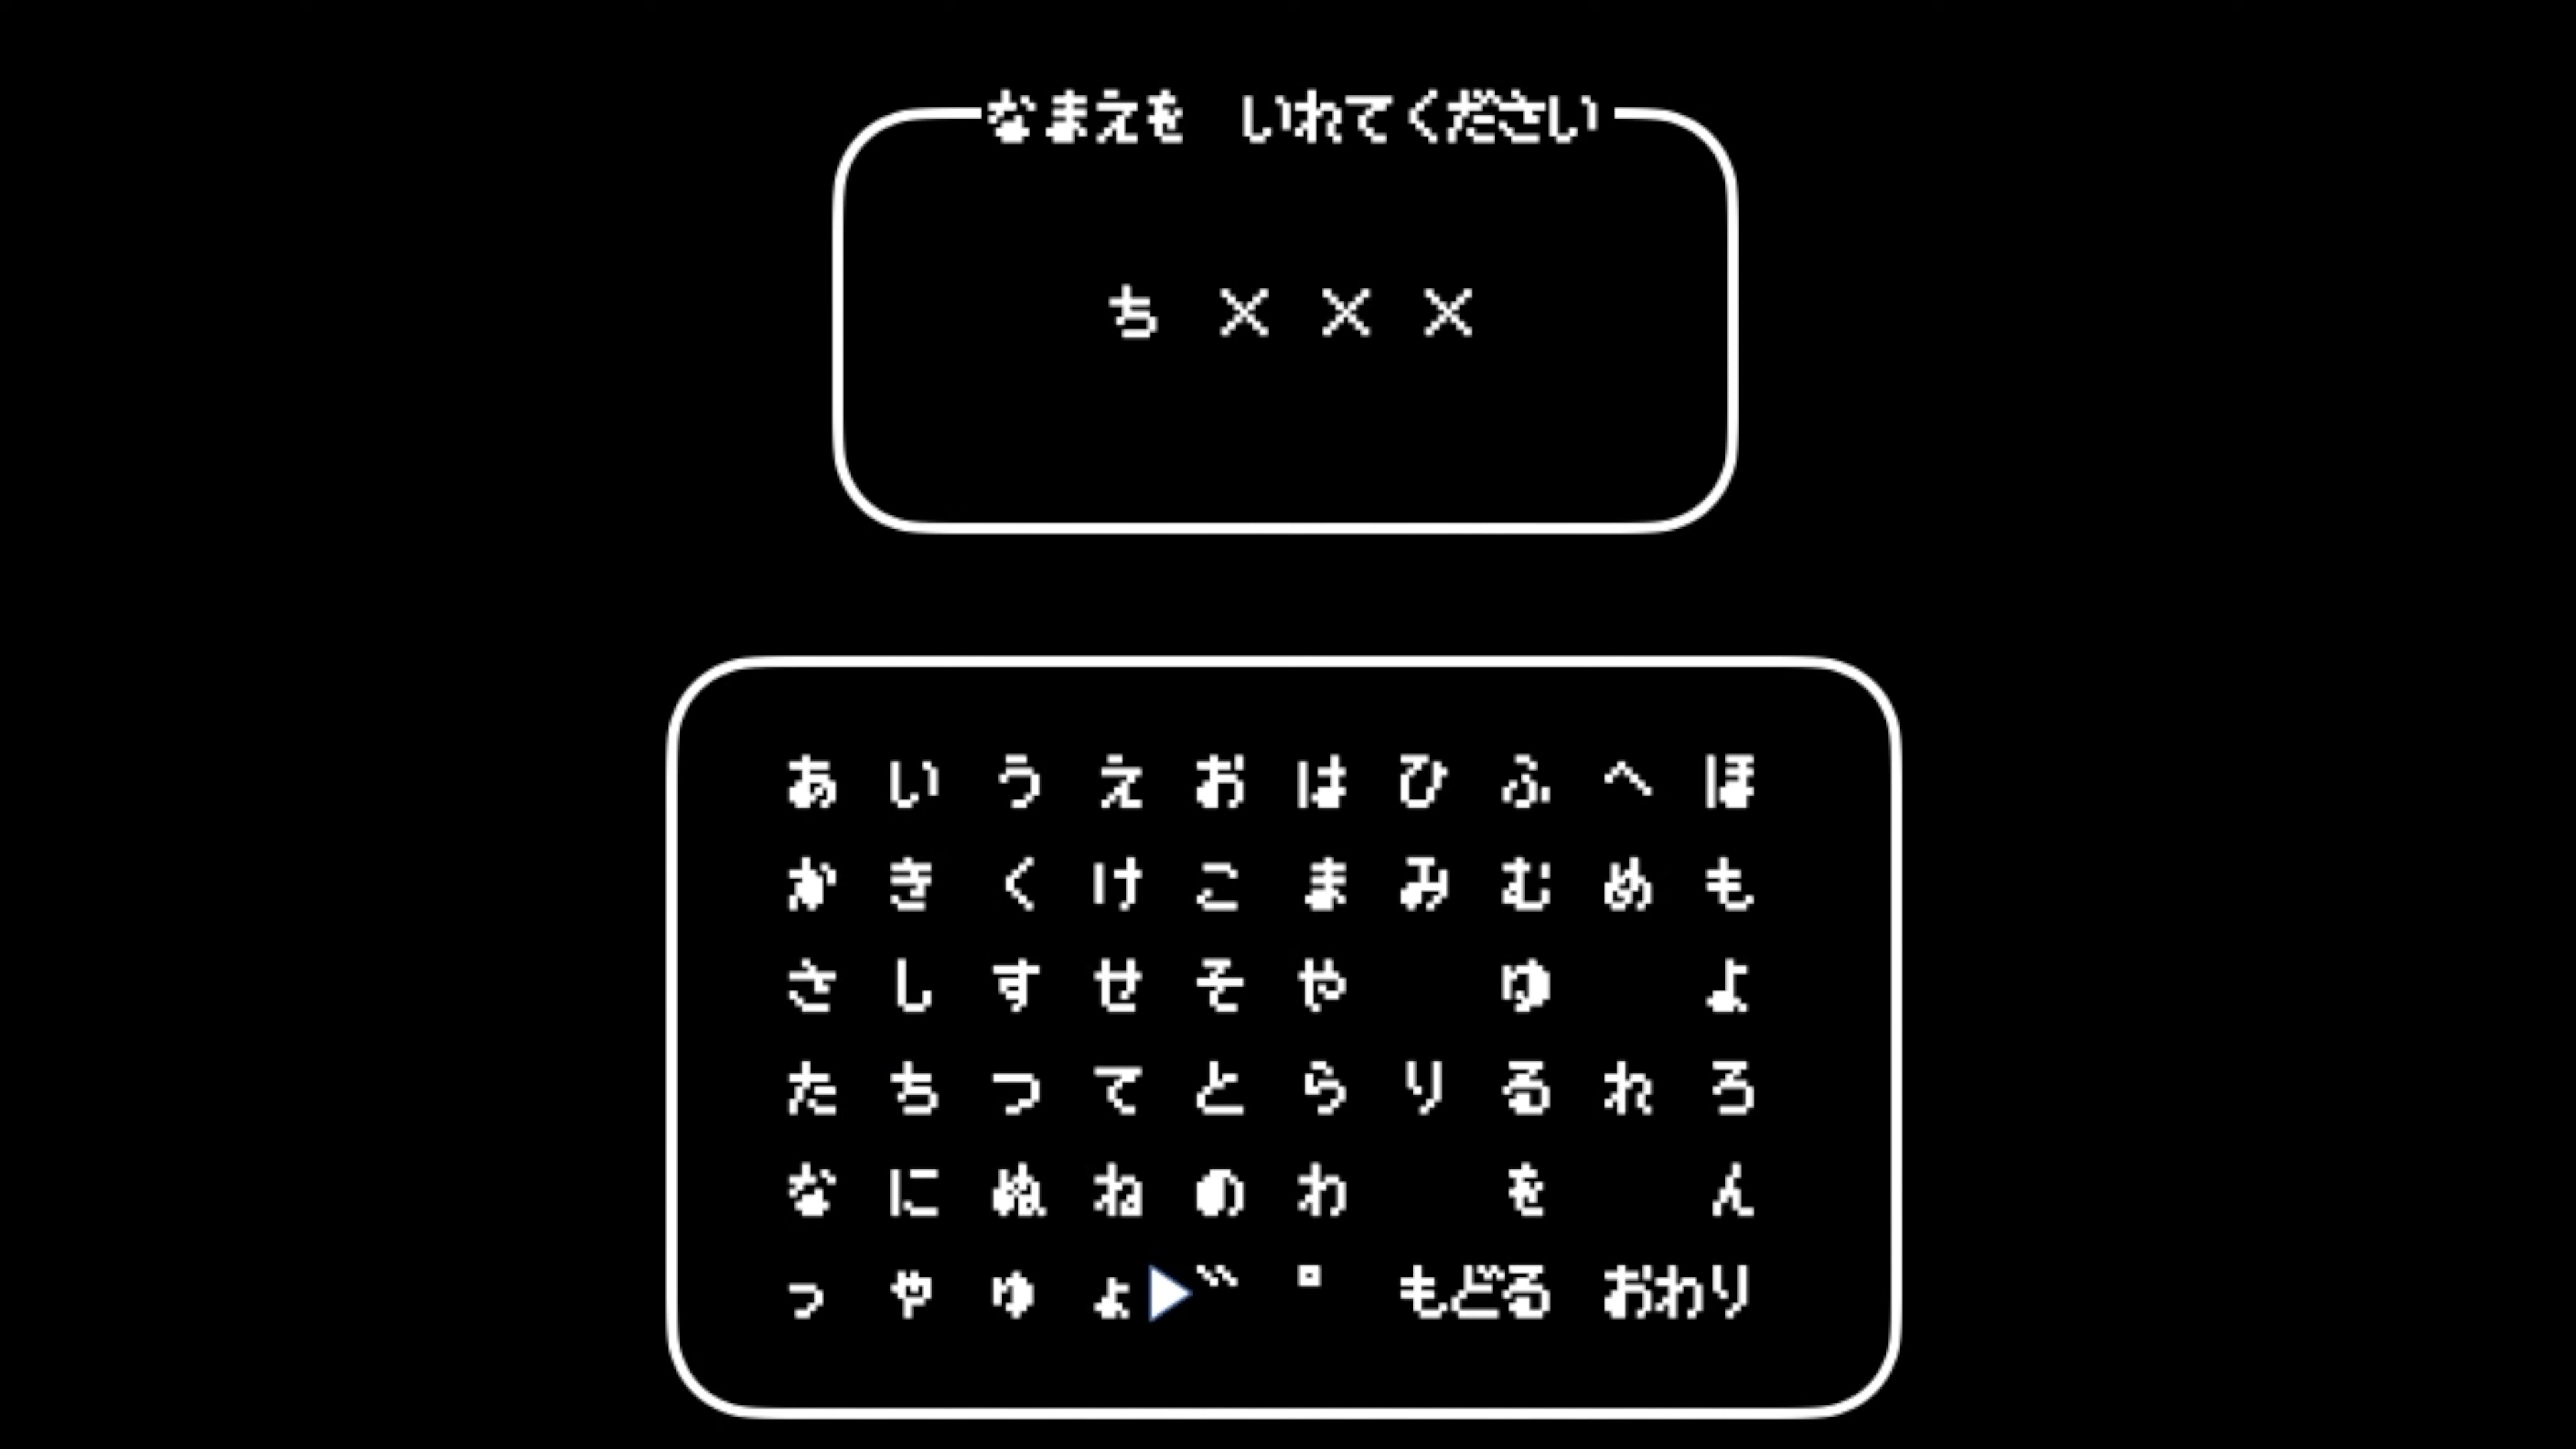 なまえを　いれてください
ち × × ×
あ い う え お は ひ ふ へ ほ
か き く け こ ま み む め も
さ し す せ そ や ゆ よ
た ち つ て と ら り る れ ろ
な に ぬ ね の わ を ん
っ ゃ ゅ ょ ▶ ゛ ゜ もどる おわり